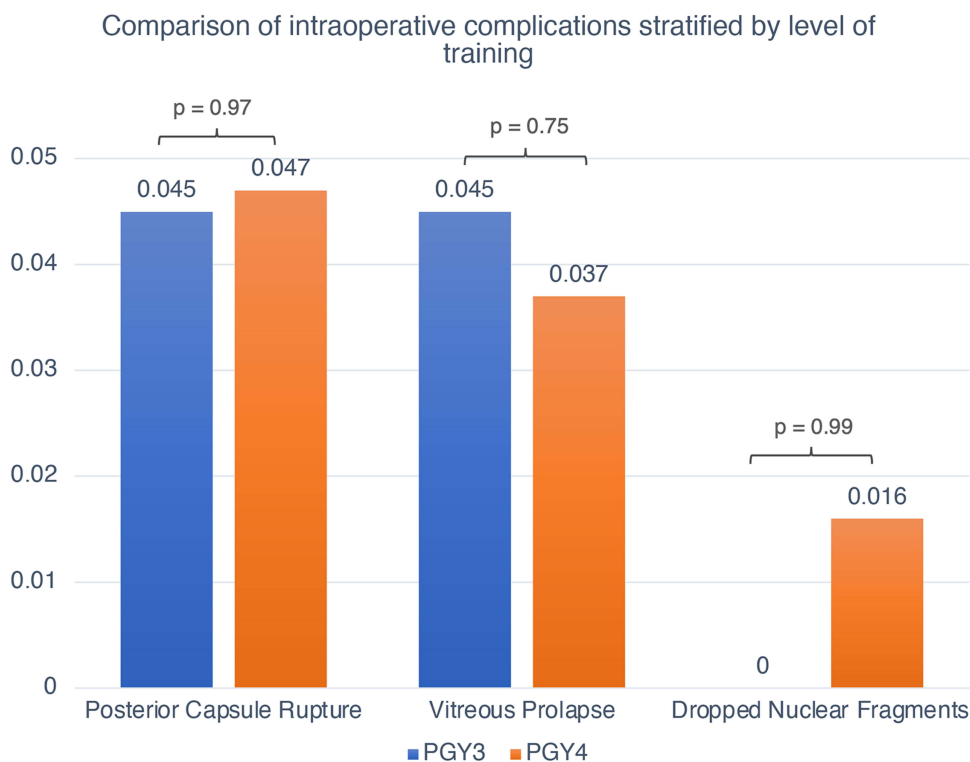 Comparison of intraoperative complications stratified by level of
training
p = 0.97
p = 0.75
0.05
0.047
0.045
0.045
0.04
0.037
0.03
p = 0.99
0.02
0.016
0.01
0
0
Posterior Capsule Rupture
Vitreous Prolapse
Dropped Nuclear Fragments
PGY3 PGY4